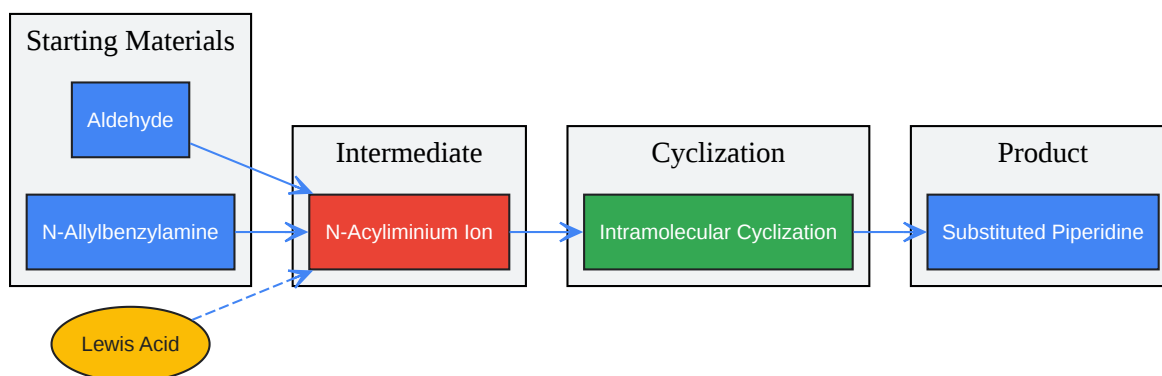 Starting Materials
Aldehyde
N-Allylbenzylamine
Lewis Acid
Intermediate
N-Acyliminium Ion
Cyclization
Intramolecular Cyclization
Product
Substituted Piperidine